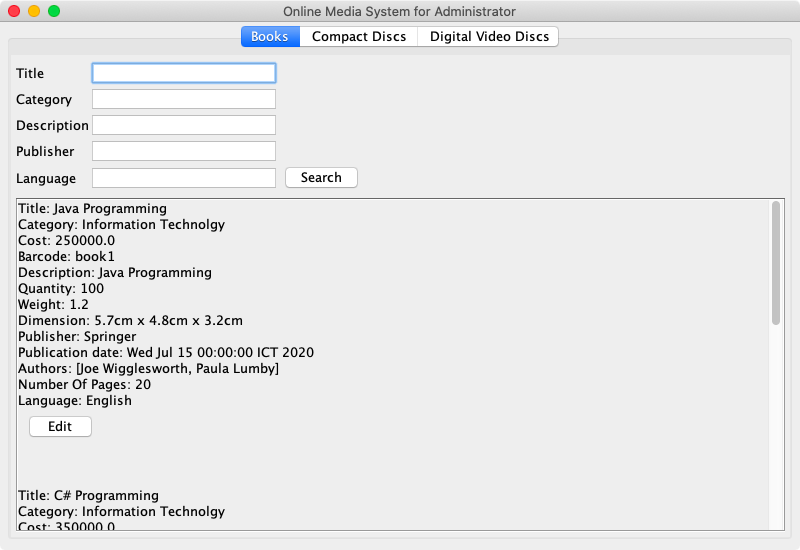 Online Media System for Administrator
Books Compact Discs Digital Video Discs
Title
Category
Description
Publisher
Language Search
Title: Java Programming
Category: Information Technolgy
Cost: 250000.0
Barcode: book1
Description: Java Programming
Quantity: 100
Weight: 1.2
Dimension: 5.7cm x 4.8cm x 3.2cm
Publisher: Springer
Publication date: Wed Jul 15 00:00:00 ICT 2020
Authors: [Joe Wigglesworth, Paula Lumby]
Number Of Pages: 20
Language: English
Edit
Title: C# Programming
Category: Information Technolgy
Cost: 350000.0